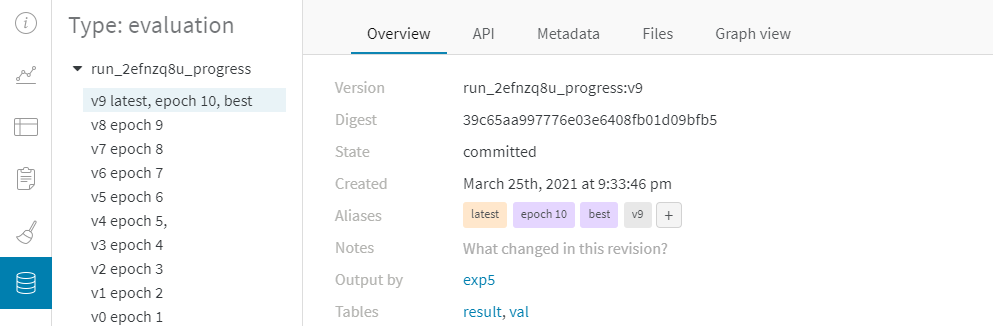 Type: evaluation
run_2efnzq8u_progress
v9 latest, epoch 10, best
v8 epoch 9
v7 epoch 8
v6 epoch 7
v5 epoch 6
v4 epoch 5,
v3 epoch 4
v2 epoch 3
v1 epoch 2
v0 epoch 1
Overview API Metadata Files Graph view
Version run_2efnzq8u_progress:v9
Digest 39c65aa997776e03e6408fb01d09bfb5
State committed
Created March 25th, 2021 at 9:33:46 pm
Aliases latest epoch 10 best v9 +
Notes What changed in this revision?
Output by exp5
Tables result, val